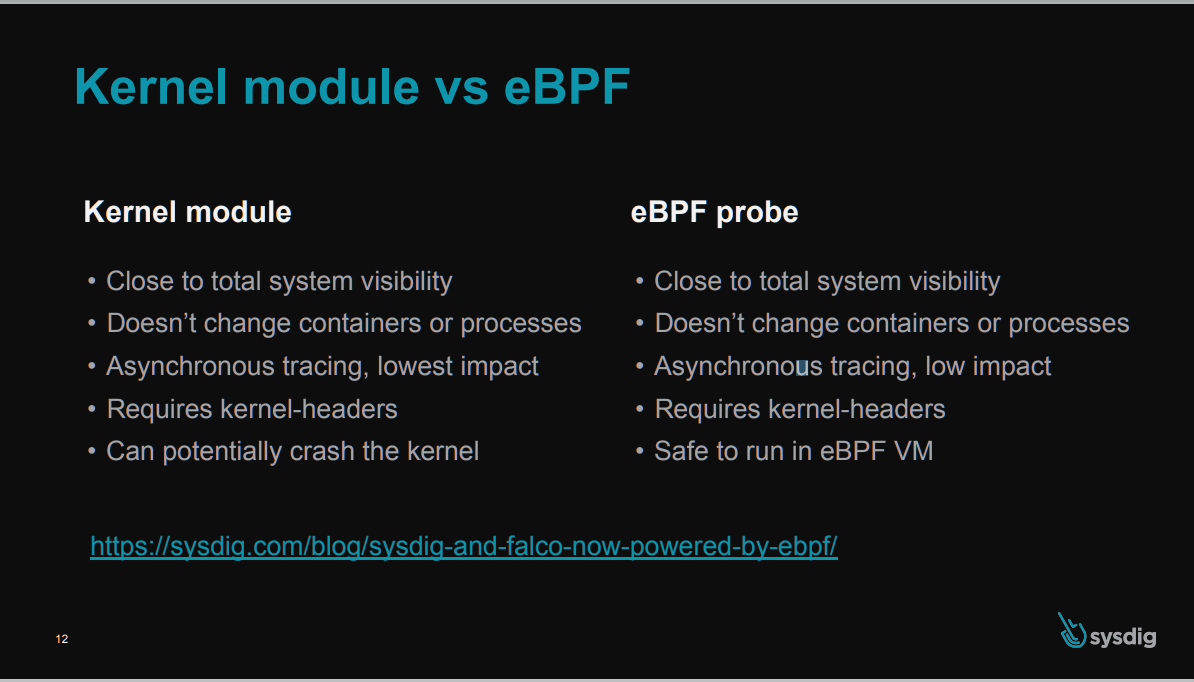 Kernel module vs eBPF
Kernel module
• Close to total system visibility
• Doesn’t change containers or processes
• Asynchronous tracing, lowest impact
• Requires kernel-headers
• Can potentially crash the kernel
eBPF probe
• Close to total system visibility
• Doesn’t change containers or processes
• Asynchronous tracing, low impact
• Requires kernel-headers
• Safe to run in eBPF VM
https://sysdig.com/blog/sysdig-and-falco-now-powered-by-ebpf/
12
sysdig